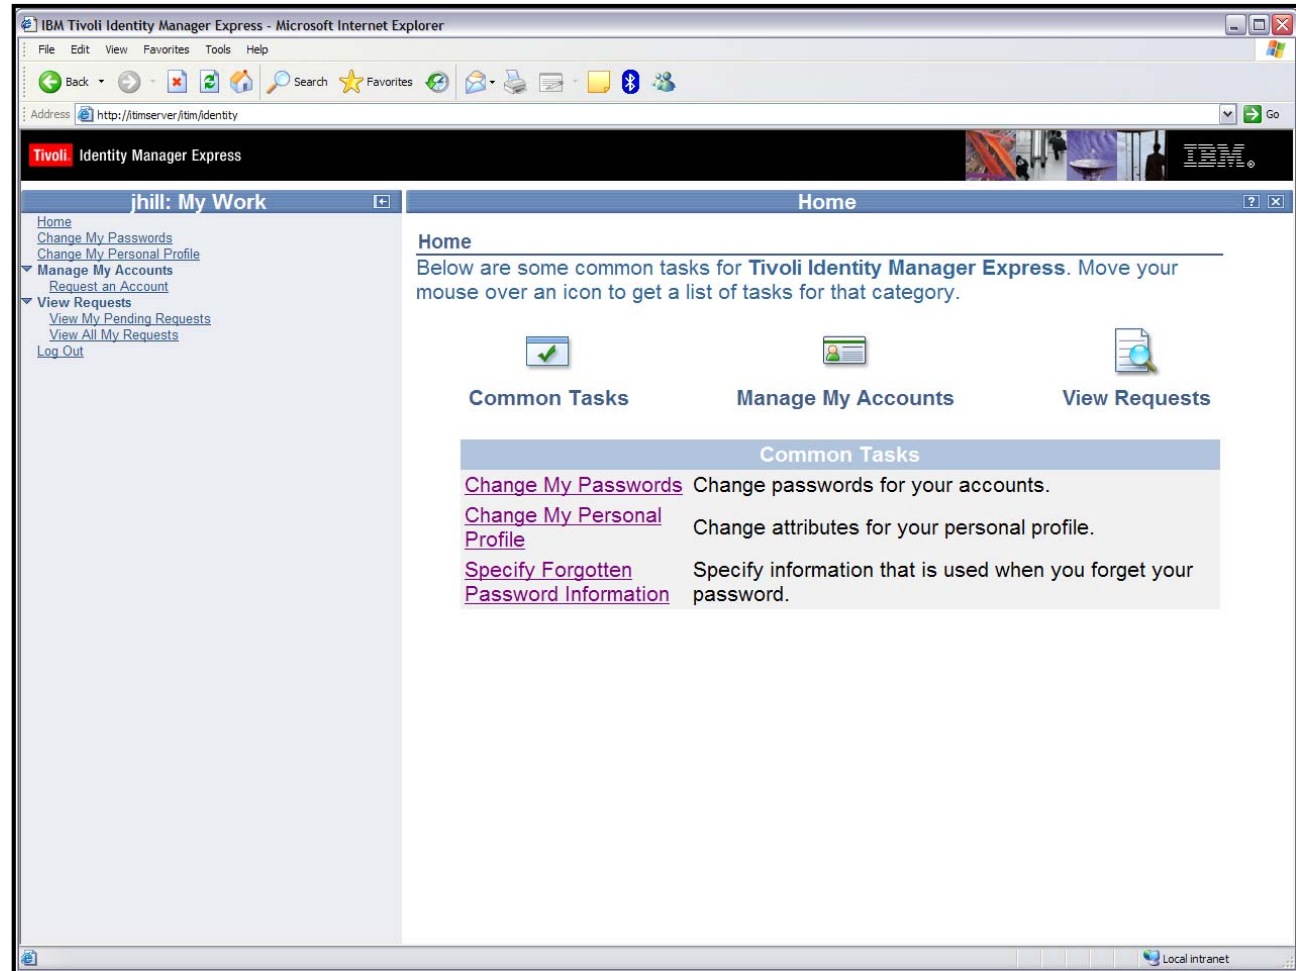 IBM Tivoli Identity Manager Express - Microsoft Internet Explorer
File Edit View Favorites Tools Help
Back Search Favorites
Address http://itimserver/itim/identity Go
Tivoli. Identity Manager Express IBM.
jhill: My Work
Home
Change My Passwords
Change My Personal Profile
Manage My Accounts
Request an Account
View Requests
View My Pending Requests
View All My Requests
Log Out
Home ? X
Home
Below are some common tasks for Tivoli Identity Manager Express. Move your
mouse over an icon to get a list of tasks for that category.
Common Tasks Manage My Accounts View Requests
Common Tasks
Change My Passwords Change passwords for your accounts.
Change My Personal
Profile
Change attributes for your personal profile.
Specify Forgotten
Password Information
Specify information that is used when you forget your
password.
Local intranet